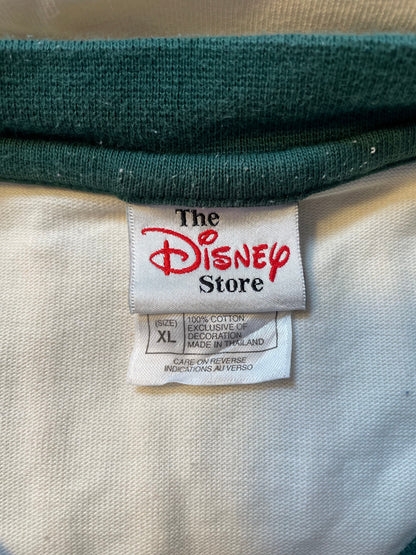 The
Disney
Store
(SIZE)
XL
100% COTTON
EXCLUSIVE OF
DECORATION
MADE IN THAILAND
CARE ON REVERSE
INDICATIONS AU VERSO